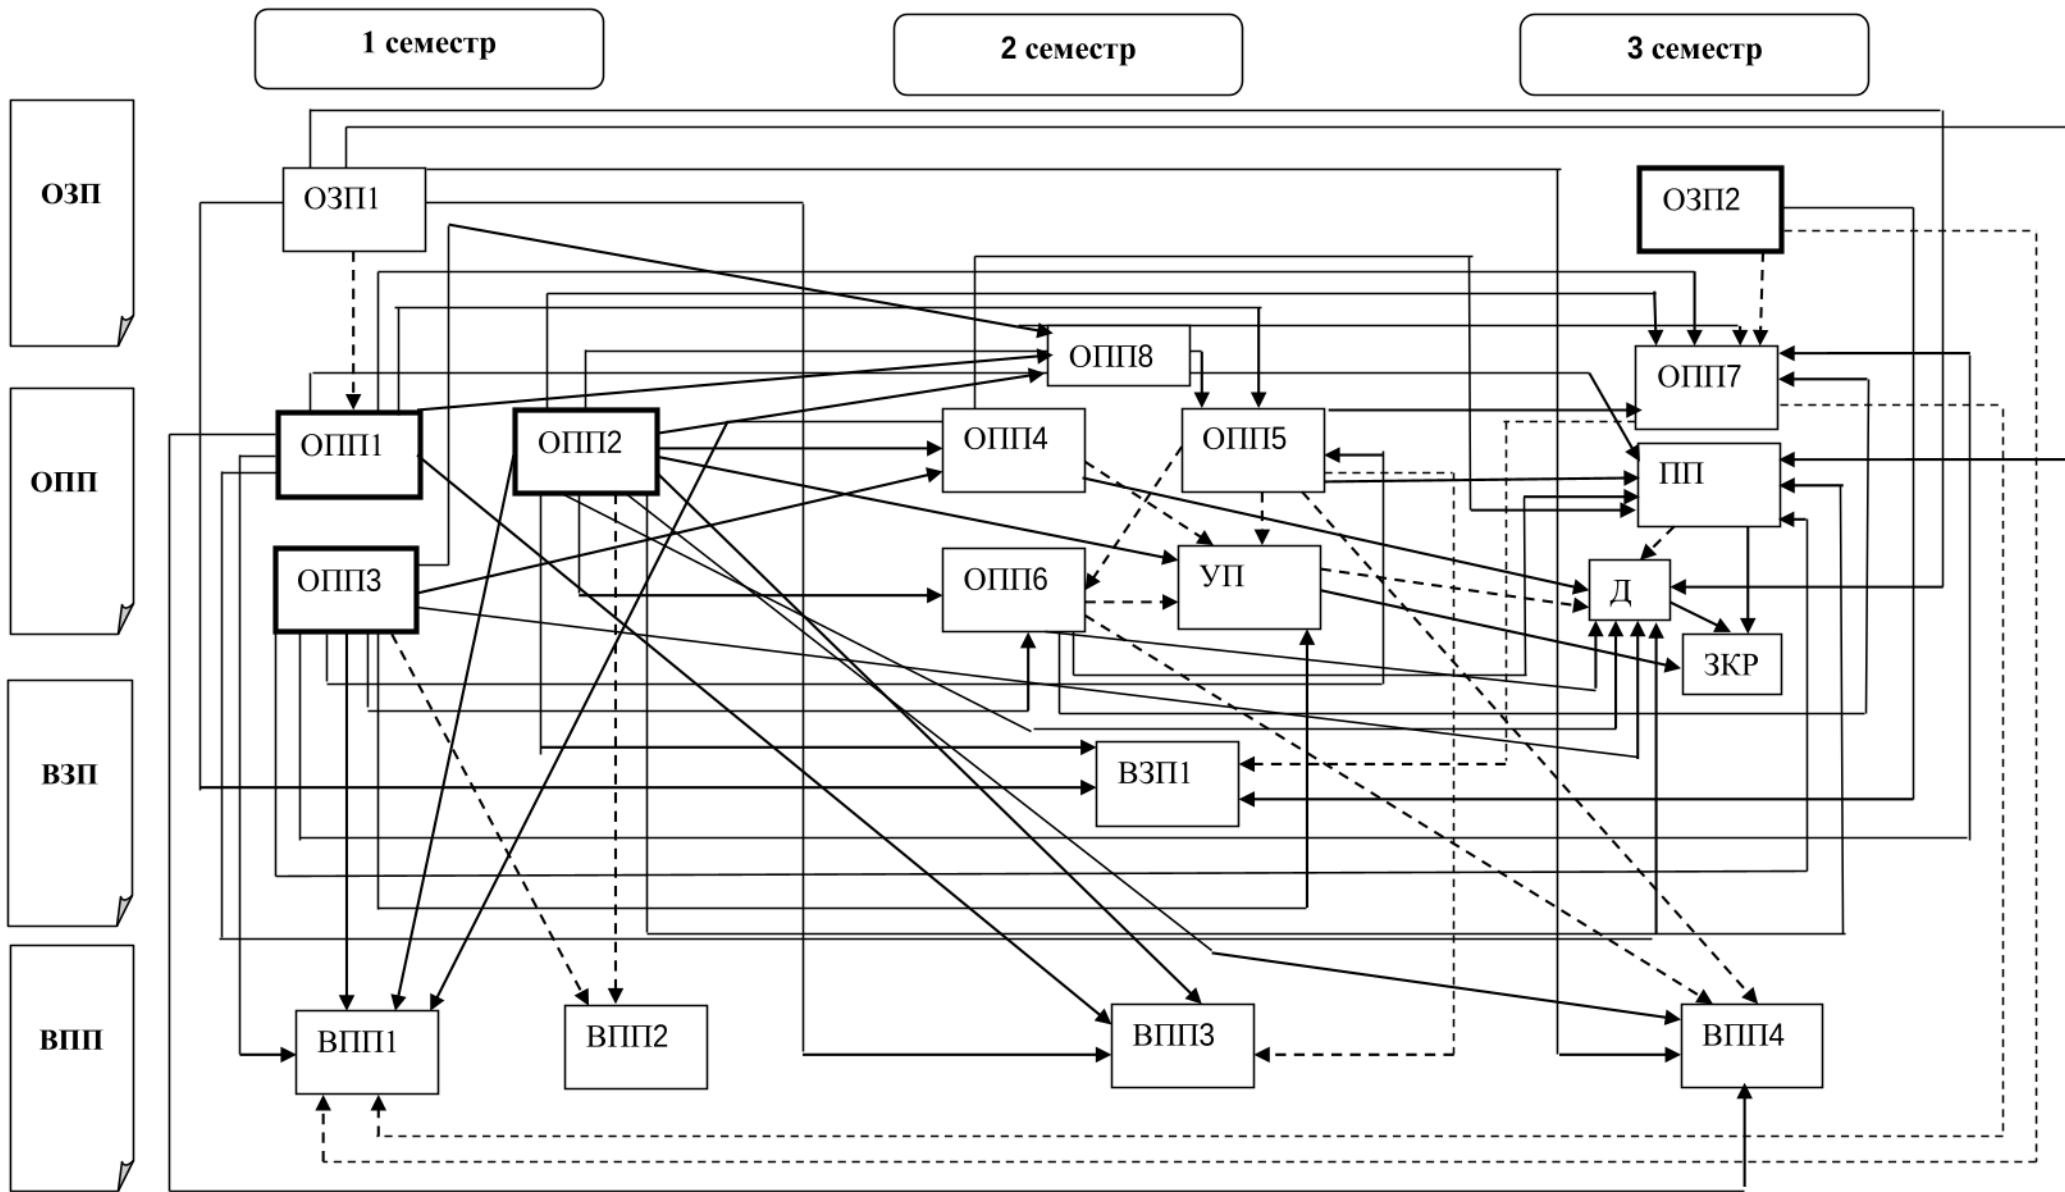 1 семестр
2 семестр
3 семестр
ОЗП
ОЗП1
ОЗП2
ОПП8
ОПП7
ОПП
ОПП1
ОПП2
ОПП4
ОПП5
ПП
ОПП3
ОПП6
УП
Д
ЗКР
ВЗП
ВЗП1
ВПП
ВПП1
ВПП2
ВПП3
ВПП4